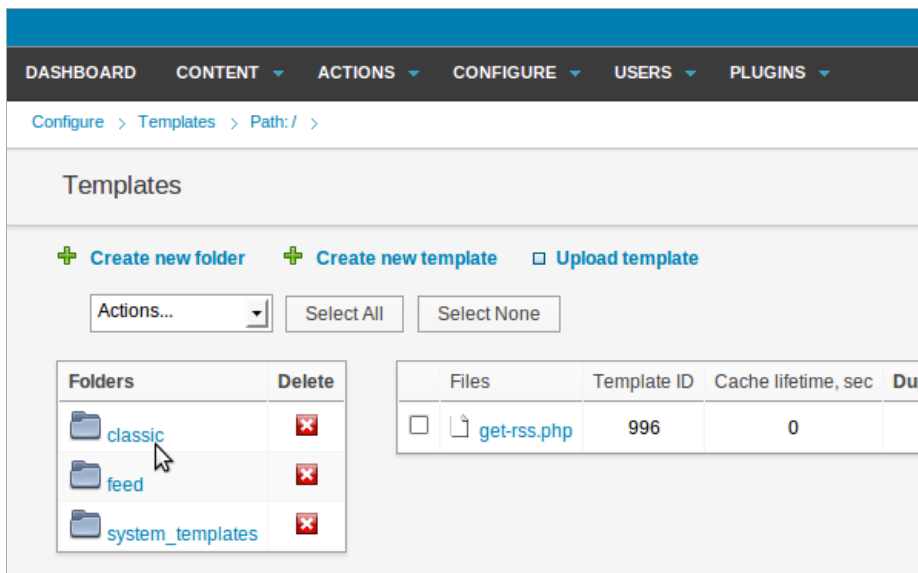 DASHBOARD CONTENT ACTIONS CONFIGURE USERS PLUGINS
Configure > Templates > Path: / >
Templates
Create new folder Create new template Upload template
Actions... Select All Select None
Folders Delete
classic
feed
system_templates
Files Template ID Cache lifetime, sec Du
get-rss.php 996 0